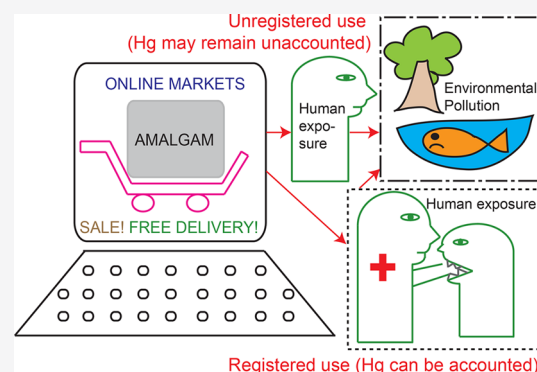 Unregistered use
(Hg may remain unaccounted)
ONLINE MARKETS
AMALGAM
SALE! FREE DELIVERY!
Human
expo-
sure
Environmental
Pollution
Human exposure
Registered use (Hg can be accounted)